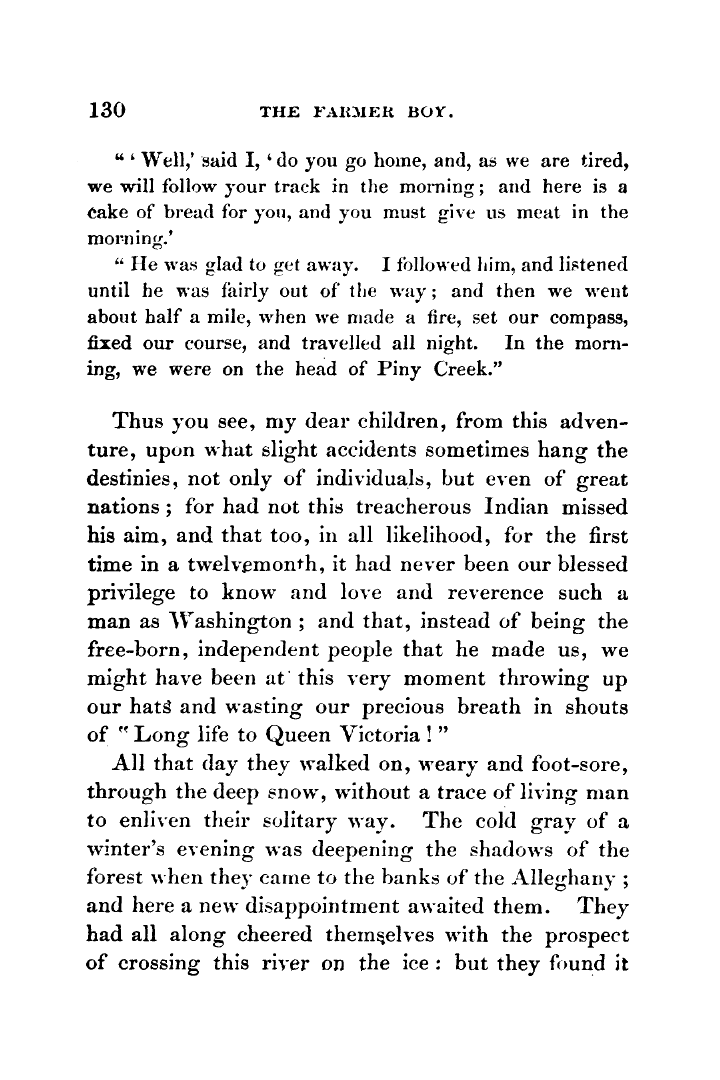 130 THE FARMER BOY.
“ ‘ Well,’ said I, ‘ do you go home, and, as we are tired,
we will follow your track in the morning ; and here is a
cake of bread for you, and you must give us meat in the
morning.’
“ He was glad to get away. I followed him, and listened
until he was fairly out of the way ; and then we went
about half a mile, when we made a fire, set our compass,
fixed our course, and travelled all night. In the morn-
ing, we were on the head of Piny Creek.”
Thus you see, my dear children, from this adven-
ture, upon what slight accidents sometimes hang the
destinies, not only of individuals, but even of great
nations ; for had not this treacherous Indian missed
his aim, and that too, in all likelihood, for the first
time in a twelvemonth, it had never been our blessed
privilege to know and love and reverence such a
man as Washington ; and that, instead of being the
free-born, independent people that he made us, we
might have been at this very moment throwing up
our hats and wasting our precious breath in shouts
of “ Long life to Queen Victoria ! ”
All that day they walked on, weary and foot-sore,
through the deep snow, without a trace of living man
to enliven their solitary way. The cold gray of a
winter’s evening was deepening the shadows of the
forest when they came to the banks of the Alleghany ;
and here a new disappointment awaited them. They
had all along cheered themselves with the prospect
of crossing this river on the ice : but they found it